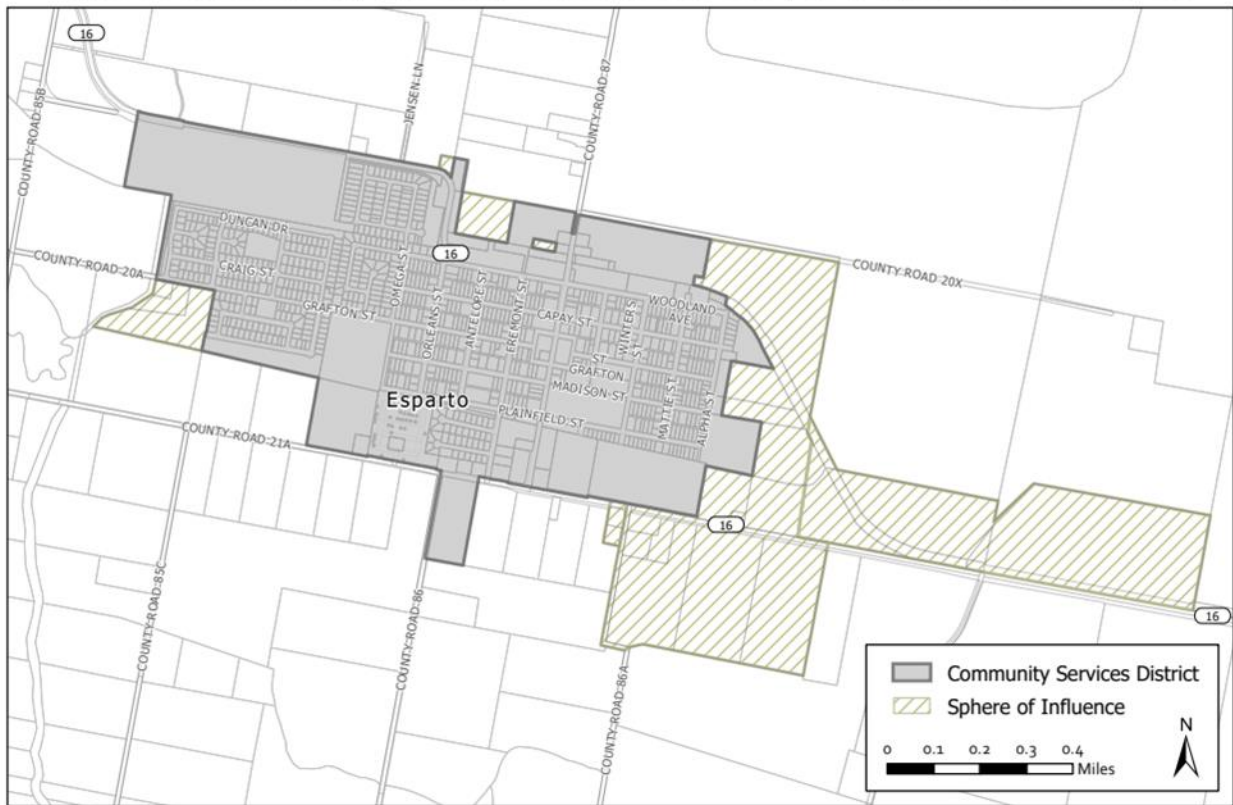 16
COUNTY ROAD 85B
JENSEN LN
COUNTY ROAD 87
DUNCAN DR
COUNTY ROAD 20A
CRAIG ST
GRAFTON ST
OMEGA ST
ORLEANS ST
16
ANTELOPE ST
FREMONT ST
CAPAY ST
WINTERS ST
WOODLAND
AVE
COUNTY ROAD 20X
ST
GRAFTON
MADISON ST
MATTIE ST
ALPHA ST
Esparto
PLAINFIELD ST
COUNTY ROAD 21A
16
COUNTY ROAD 85C
COUNTY ROAD 86
COUNTY ROAD 86A
16
Community Services District
Sphere of Influence
N
0 0.1 0.2 0.3 0.4
Miles